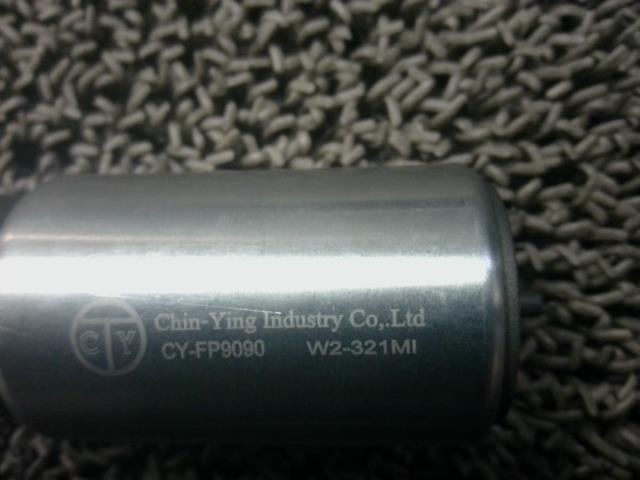 CTY Chin-Ying Industry Co,.Ltd
CY-FP9090 W2-321MI